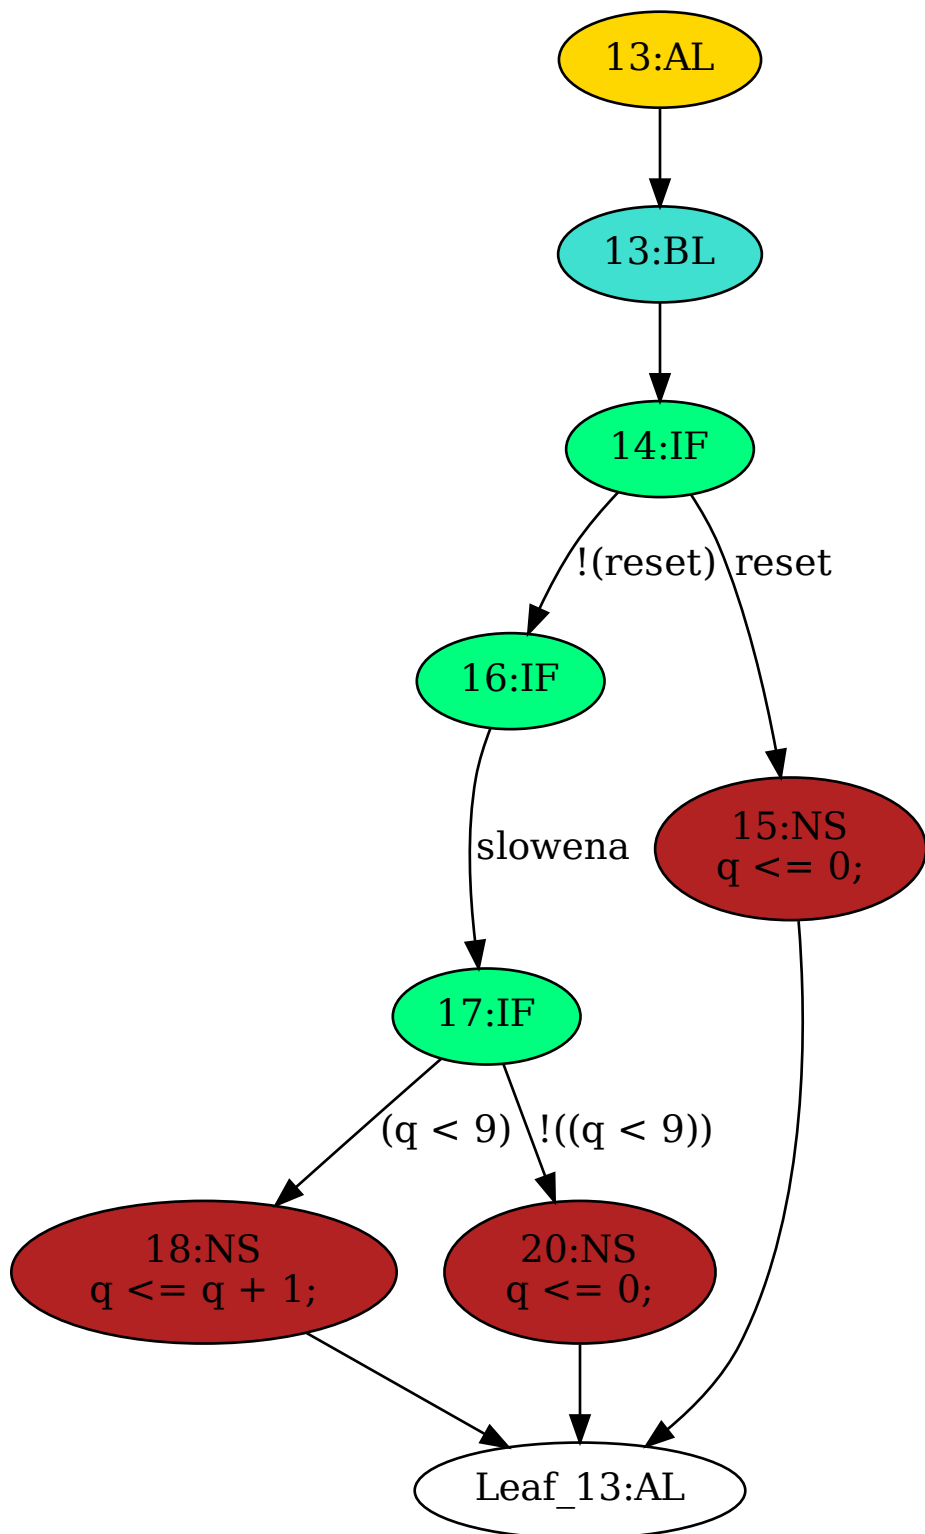 13:AL
13:BL
14:IF
!(reset)
reset
16:IF
15:NS
q <= 0;
slowena
17:IF
(q < 9)
!((q < 9))
18:NS
q <= q + 1;
20:NS
q <= 0;
Leaf_13:AL